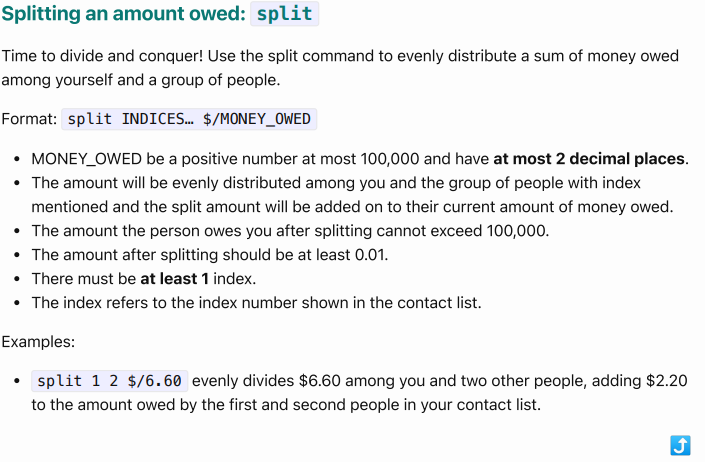 Splitting an amount owed: split
Time to divide and conquer! Use the split command to evenly distribute a sum of money owed
among yourself and a group of people.
Format: split INDICES… $/MONEY_OWED
• MONEY_OWED be a positive number at most 100,000 and have at most 2 decimal places.
• The amount will be evenly distributed among you and the group of people with index
mentioned and the split amount will be added on to their current amount of money owed.
• The amount the person owes you after splitting cannot exceed 100,000.
• The amount after splitting should be at least 0.01.
• There must be at least 1 index.
• The index refers to the index number shown in the contact list.
Examples:
• split 1 2 $/6.60 evenly divides $6.60 among you and two other people, adding $2.20
to the amount owed by the first and second people in your contact list.